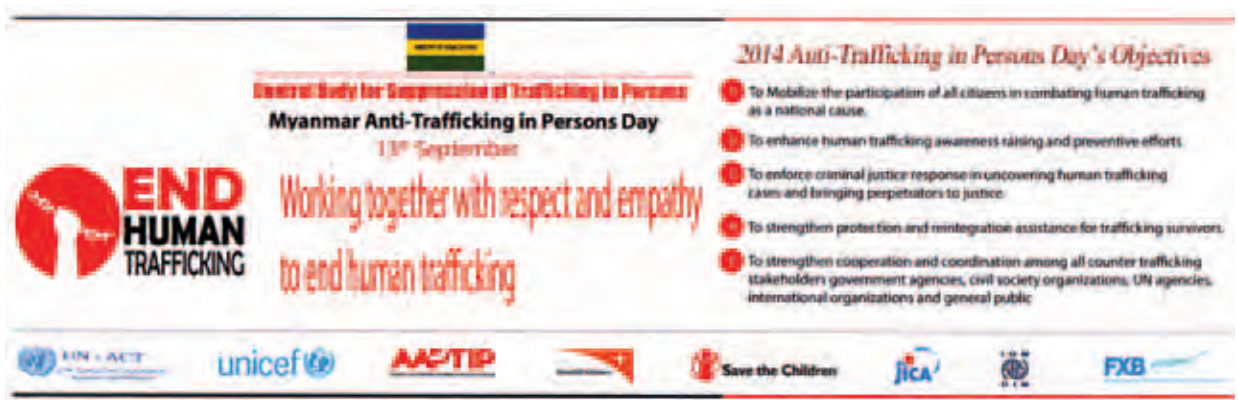 Central Body for Suppression of Trafficking in Persons
Myanmar Anti-Trafficking in Persons Day
13th September
Working together with respect and empathy
to end human trafficking
END
HUMAN
TRAFFICKING
2014 Anti-Trafficking in Persons Day's Objectives
To Mobilize the participation of all citizens in combating human trafficking
as a national cause.
To enhance human trafficking awareness raising and preventive efforts
To enforce criminal justice response in uncovering human trafficking
cases and bringing perpetrators to justice.
To strengthen protection and reintegration assistance for trafficking survivors.
To strengthen cooperation and coordination among all counter trafficking
stakeholders government agencies, civil society organizations, UN agencies,
international organizations and general public
UN-ACT
unicef
AAPTIP
Save the Children
jica
IOM
OIM
FXB